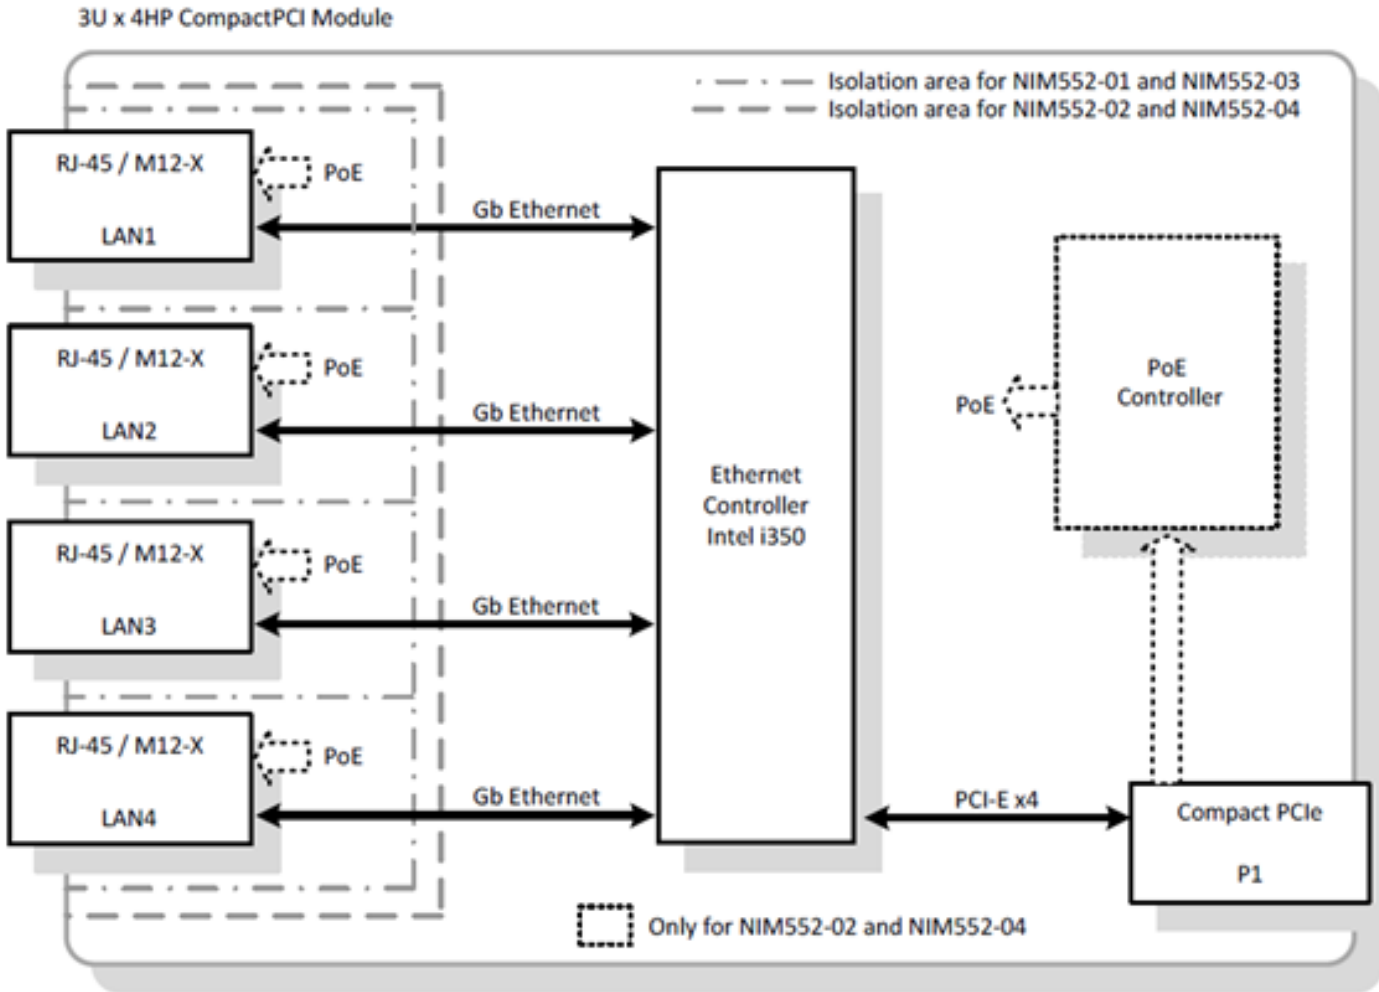 3U x 4HP CompactPCI Module
Isolation area for NIM552-01 and NIM552-03
Isolation area for NIM552-02 and NIM552-04
RJ-45 / M12-X
LAN1
PoE
Gb Ethernet
RJ-45 / M12-X
LAN2
PoE
Gb Ethernet
RJ-45 / M12-X
LAN3
PoE
Gb Ethernet
RJ-45 / M12-X
LAN4
PoE
Gb Ethernet
Ethernet
Controller
Intel i350
PoE
PoE
Controller
PCI-E x4
Compact PCIe
P1
Only for NIM552-02 and NIM552-04